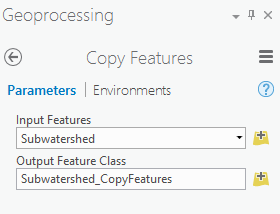 Geoprocessing
Copy Features
Parameters | Environments
Input Features
Subwatershed
Output Feature Class
Subwatershed_CopyFeatures